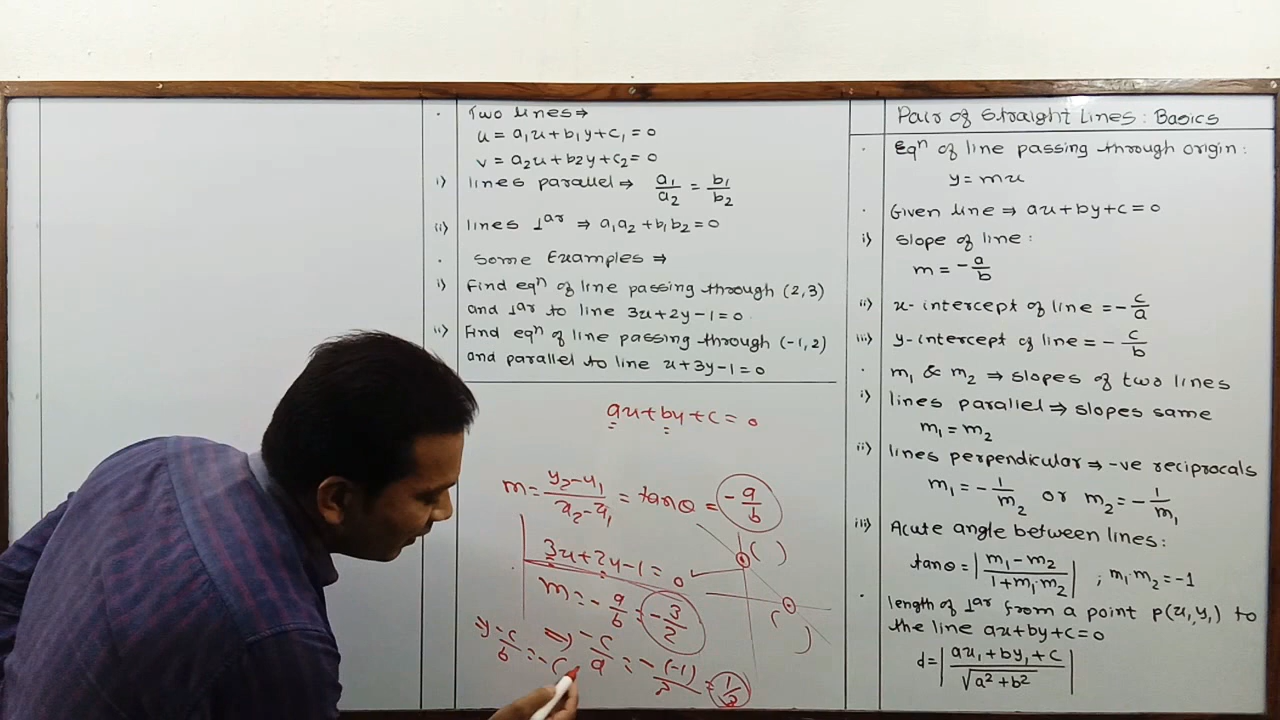 Pair of Straight Lines: Basics
. Eqⁿ of line passing through origin:
y = mx
. Given line ⇒ ax+by+c=0
i) slope of line:
m = -a/b
ii) x-intercept of line = -c/a
iii) y-intercept of line = -c/b
. m₁ & m₂ ⇒ slopes of two lines
i) lines parallel ⇒ slopes same
m₁ = m₂
ii) lines perpendicular ⇒ -ve reciprocals
m₁ = -1/m₂ or m₂ = -1/m₁
iii) Acute angle between lines:
tanθ = |(m₁-m₂)/(1+m₁·m₂)| ; m₁·m₂ = -1
. length of ⊥ar from a point P(x₁,y₁) to
the line ax+by+c=0
d = |(ax₁+by₁+c)/√(a²+b²)|
. Two lines ⇒
u = a₁x+b₁y+c₁=0
v = a₂x+b₂y+c₂=0
i) lines parallel ⇒ a₁/a₂ = b₁/b₂
ii) lines ⊥ar ⇒ a₁a₂+b₁b₂=0
. Some Examples ⇒
i) Find eqⁿ of line passing through (2,3)
and ⊥ar to line 3x+2y-1=0
ii) Find eqⁿ of line passing through (-1,2)
and parallel to line x+3y-1=0
ax+by+c=0
m = (y₂-y₁)/(x₂-x₁) = tanθ = -a/b
( )
3x+2y-1=0
m = -a/b = -3/2
( )
⇒ -c/a = -(-1)/3 = 1/3
y -c/b = -(